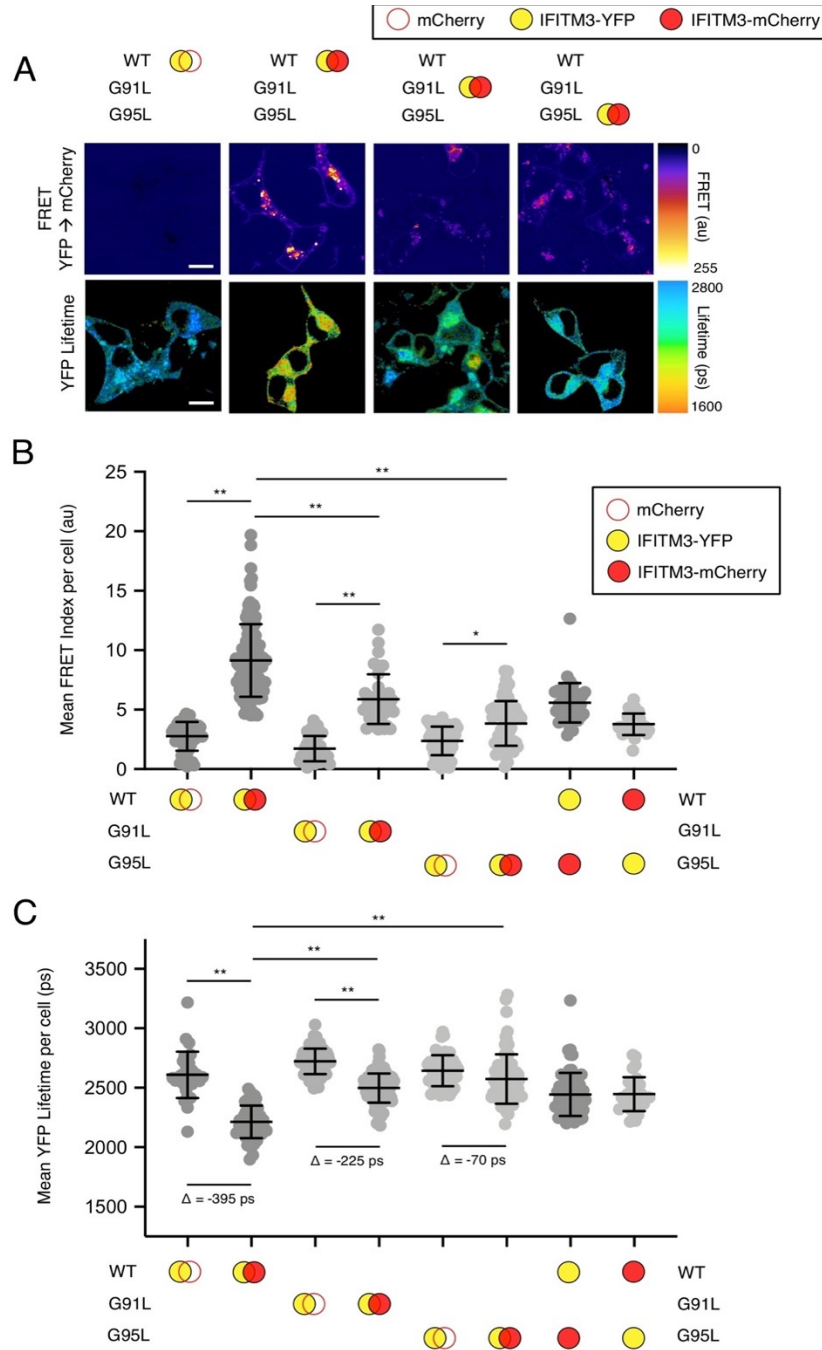 mCherry IFITM3-YFP IFITM3-mCherry
A
WT WT WT WT
G91L G91L G91L G91L
G95L G95L G95L G95L
FRET
YFP → mCherry
0
FRET (au)
255
YFP Lifetime
2800
Lifetime (ps)
1600
B
Mean FRET Index per cell (au)
25
20
15
10
5
0
** ** ** ** *
mCherry
IFITM3-YFP
IFITM3-mCherry
WT WT
G91L G91L
G95L G95L
C
Mean YFP Lifetime per cell (ps)
3500
3000
2500
2000
1500
** ** ** **
Δ = -395 ps
Δ = -225 ps
Δ = -70 ps
WT WT
G91L G91L
G95L G95L